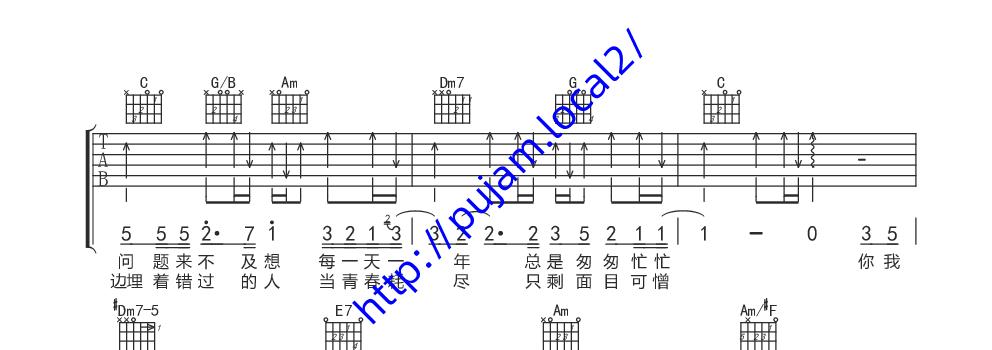 C G/B Am Dm7 G C
T
A
B
5 5 5 2· 7 1 3 2 1 3 2 3 2 2· 2 3 5 2 1 1 1 - 0 3 5
问 题 来 不 及 想 每 一 天 一 年 总 是 匆 匆 忙 忙 你 我
边埋 着 错 过 的 人 当 青 春 耗 尽 只 剩 面 目 可 憎
#Dm7-5 E7 Am Am/#F
http://pujam.local2/